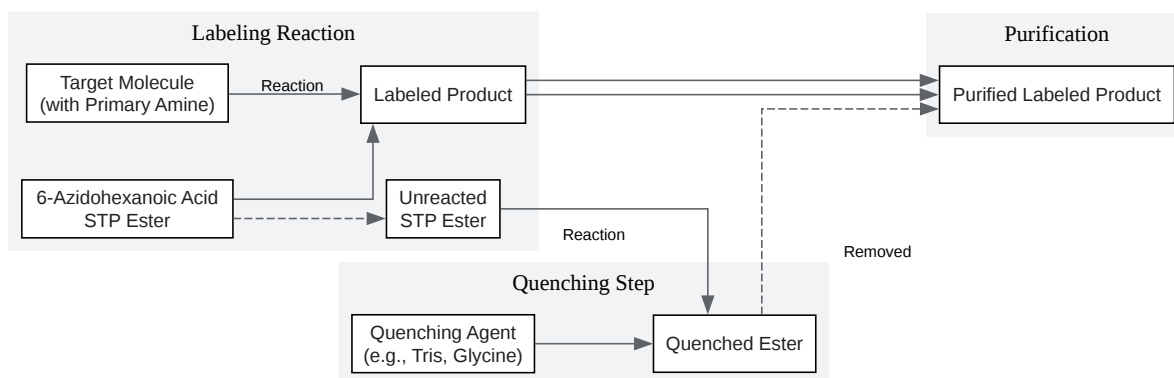 Labeling Reaction
Purification
Target Molecule
(with Primary Amine)
Reaction
Labeled Product
Purified Labeled Product
6-Azidohexanoic Acid
STP Ester
Unreacted
STP Ester
Reaction
Removed
Quenching Step
Quenching Agent
(e.g., Tris, Glycine)
Quenched Ester